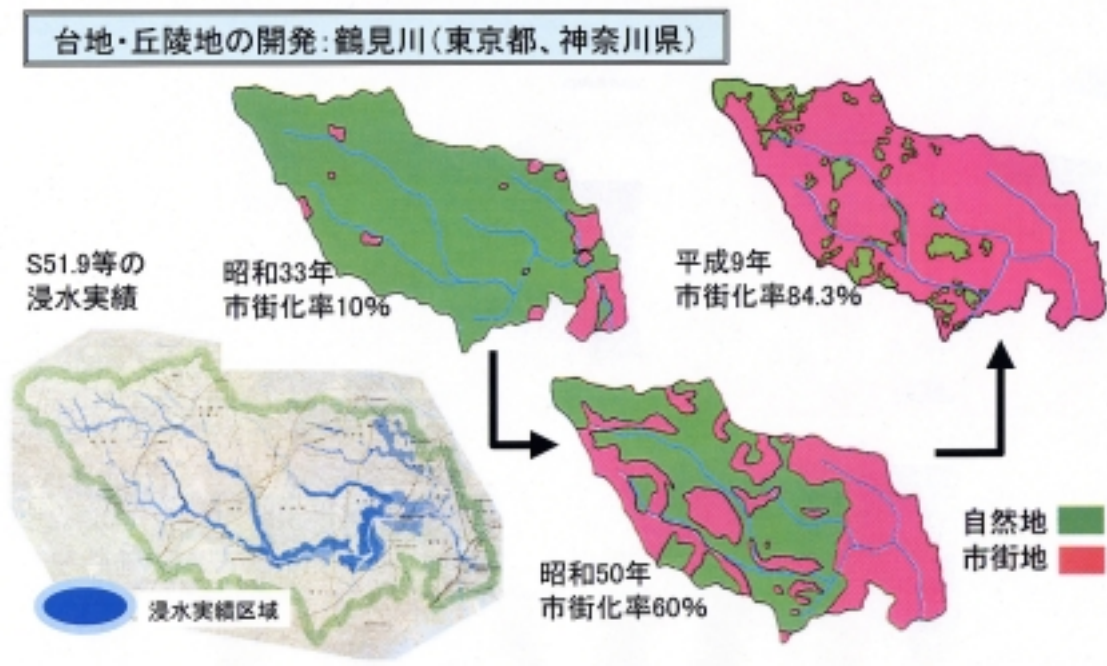 台地・丘陵地の開発：鶴見川（東京都、神奈川県）
S51.9等の
浸水実績
昭和33年
市街化率10%
平成9年
市街化率84.3%
昭和50年
市街化率60%
自然地
市街地
浸水実績区域